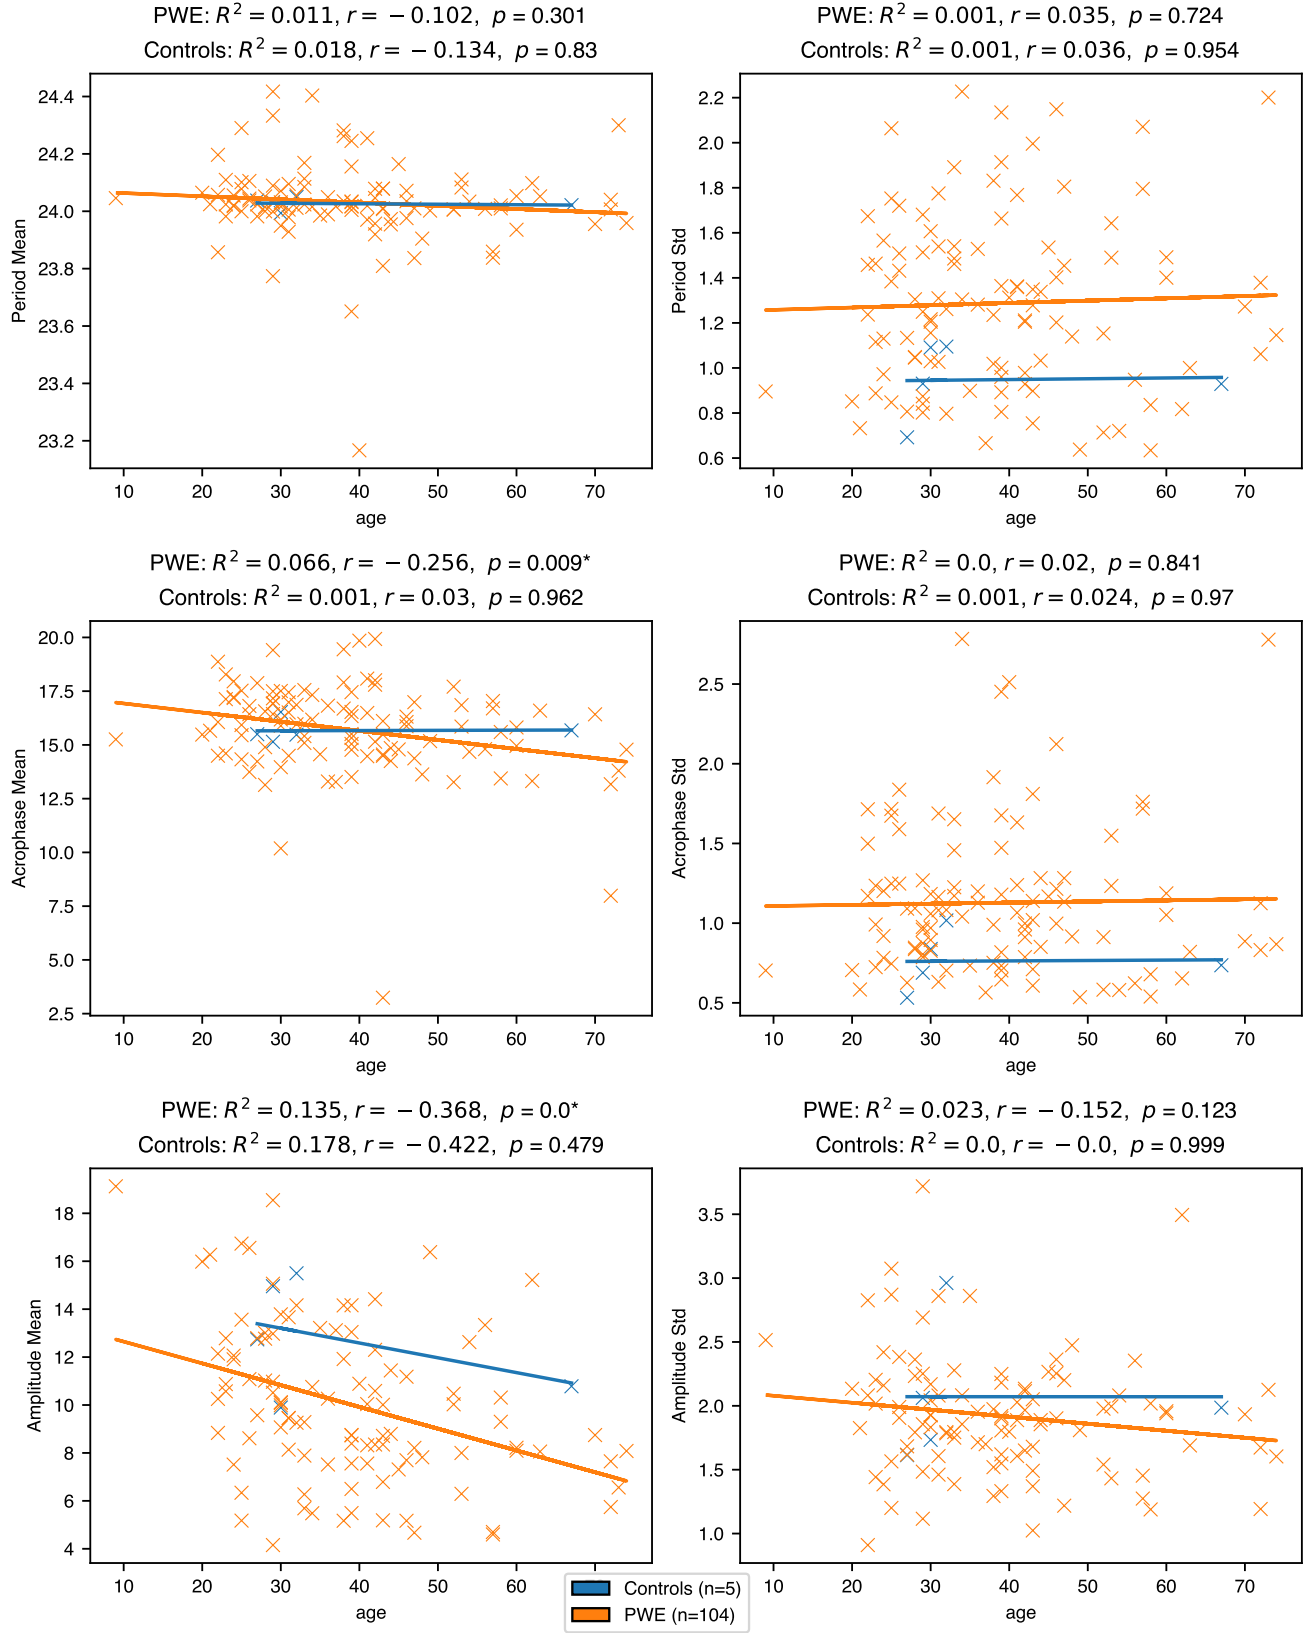 PWE: R² = 0.011, r = − 0.102, p = 0.301
Controls: R² = 0.018, r = − 0.134, p = 0.83
24.4
24.2
24.0
23.8
23.6
23.4
23.2
Period Mean
10 20 30 40 50 60 70
age
PWE: R² = 0.001, r = 0.035, p = 0.724
Controls: R² = 0.001, r = 0.036, p = 0.954
2.2
2.0
1.8
1.6
1.4
1.2
1.0
0.8
0.6
Period Std
10 20 30 40 50 60 70
age
PWE: R² = 0.066, r = − 0.256, p = 0.009*
Controls: R² = 0.001, r = 0.03, p = 0.962
20.0
17.5
15.0
12.5
10.0
7.5
5.0
2.5
Acrophase Mean
10 20 30 40 50 60 70
age
PWE: R² = 0.0, r = 0.02, p = 0.841
Controls: R² = 0.001, r = 0.024, p = 0.97
2.5
2.0
1.5
1.0
0.5
Acrophase Std
10 20 30 40 50 60 70
age
PWE: R² = 0.135, r = − 0.368, p = 0.0*
Controls: R² = 0.178, r = − 0.422, p = 0.479
18
16
14
12
10
8
6
4
Amplitude Mean
10 20 30 40 50 60
age
PWE: R² = 0.023, r = − 0.152, p = 0.123
Controls: R² = 0.0, r = − 0.0, p = 0.999
3.5
3.0
2.5
2.0
1.5
1.0
Amplitude Std
10 20 30 40 50 60 70
age
Controls (n=5)
PWE (n=104)